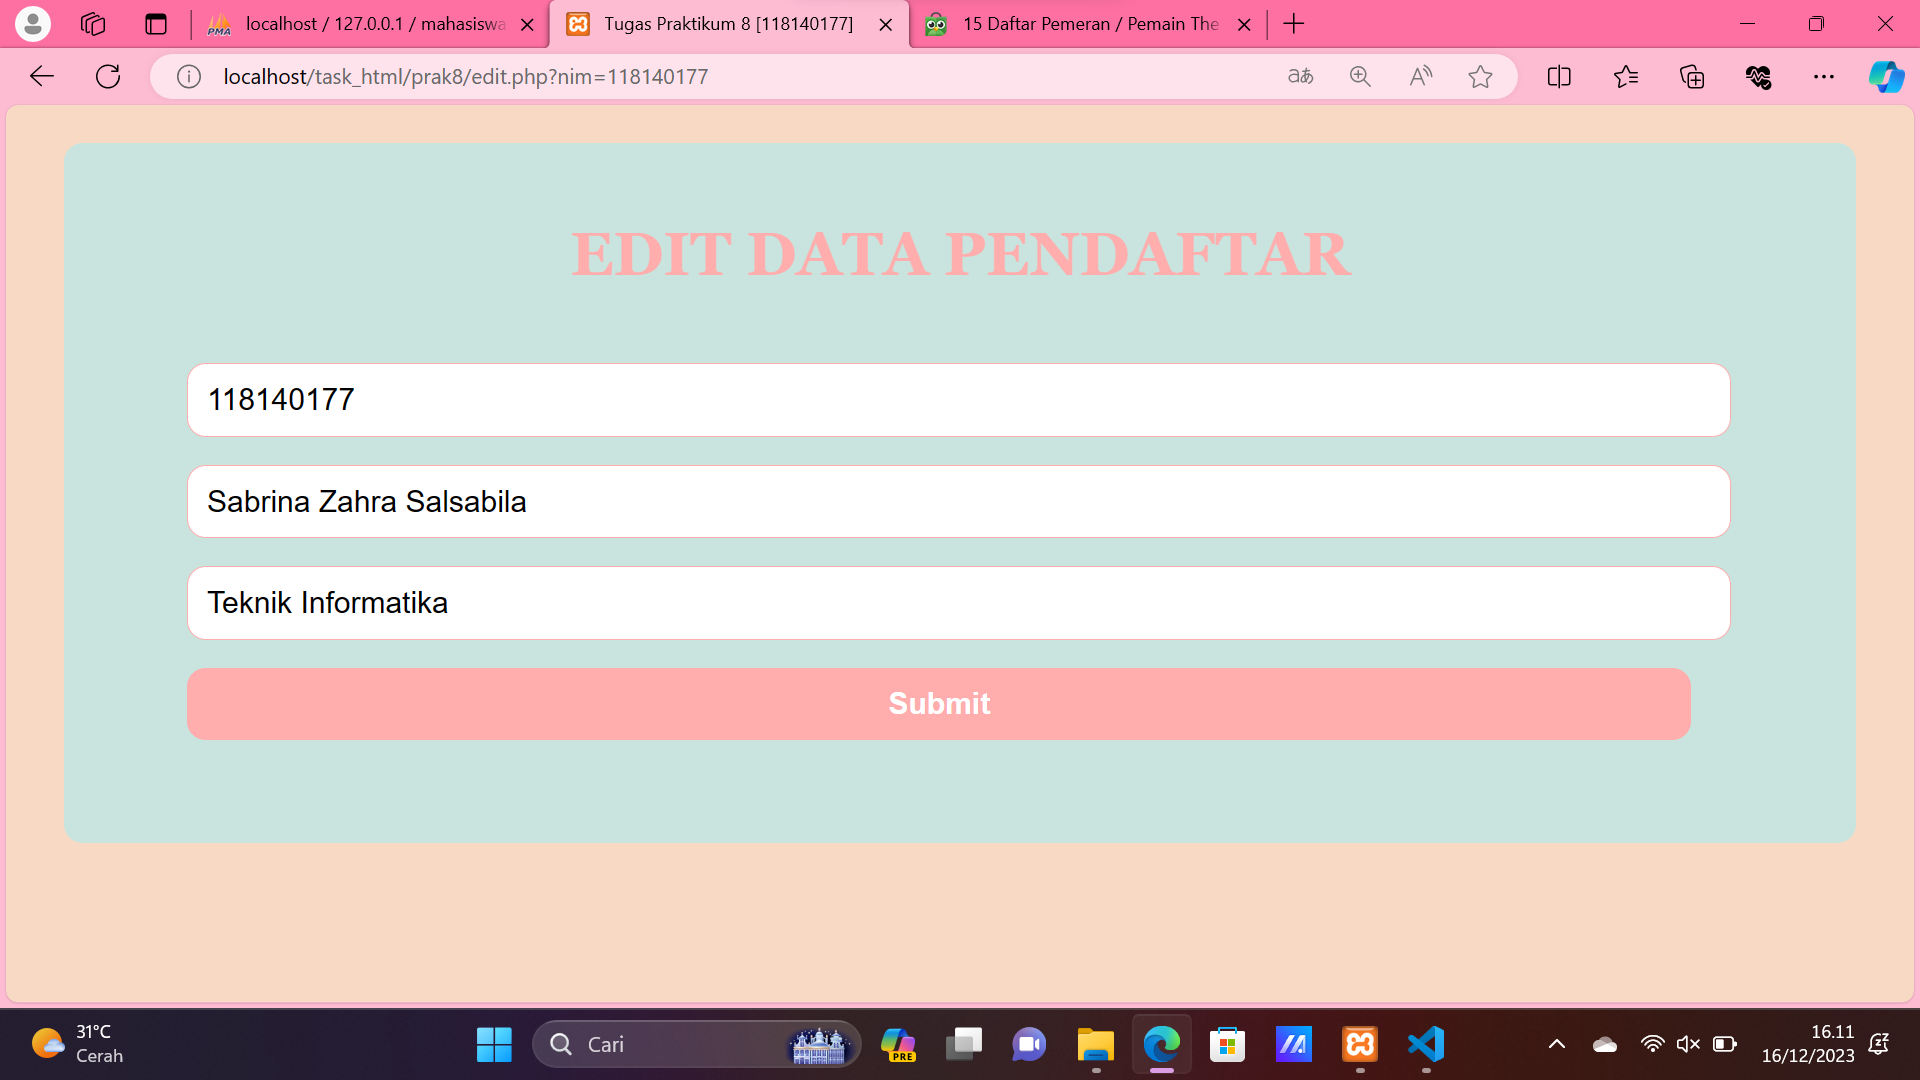 localhost / 127.0.0.1 / mahasiswa
Tugas Praktikum 8 [118140177]
15 Daftar Pemeran / Pemain The
localhost/task_html/prak8/edit.php?nim=118140177
EDIT DATA PENDAFTAR
118140177
Sabrina Zahra Salsabila
Teknik Informatika
Submit
31°C
Cerah
Cari
PRE
16.11
16/12/2023